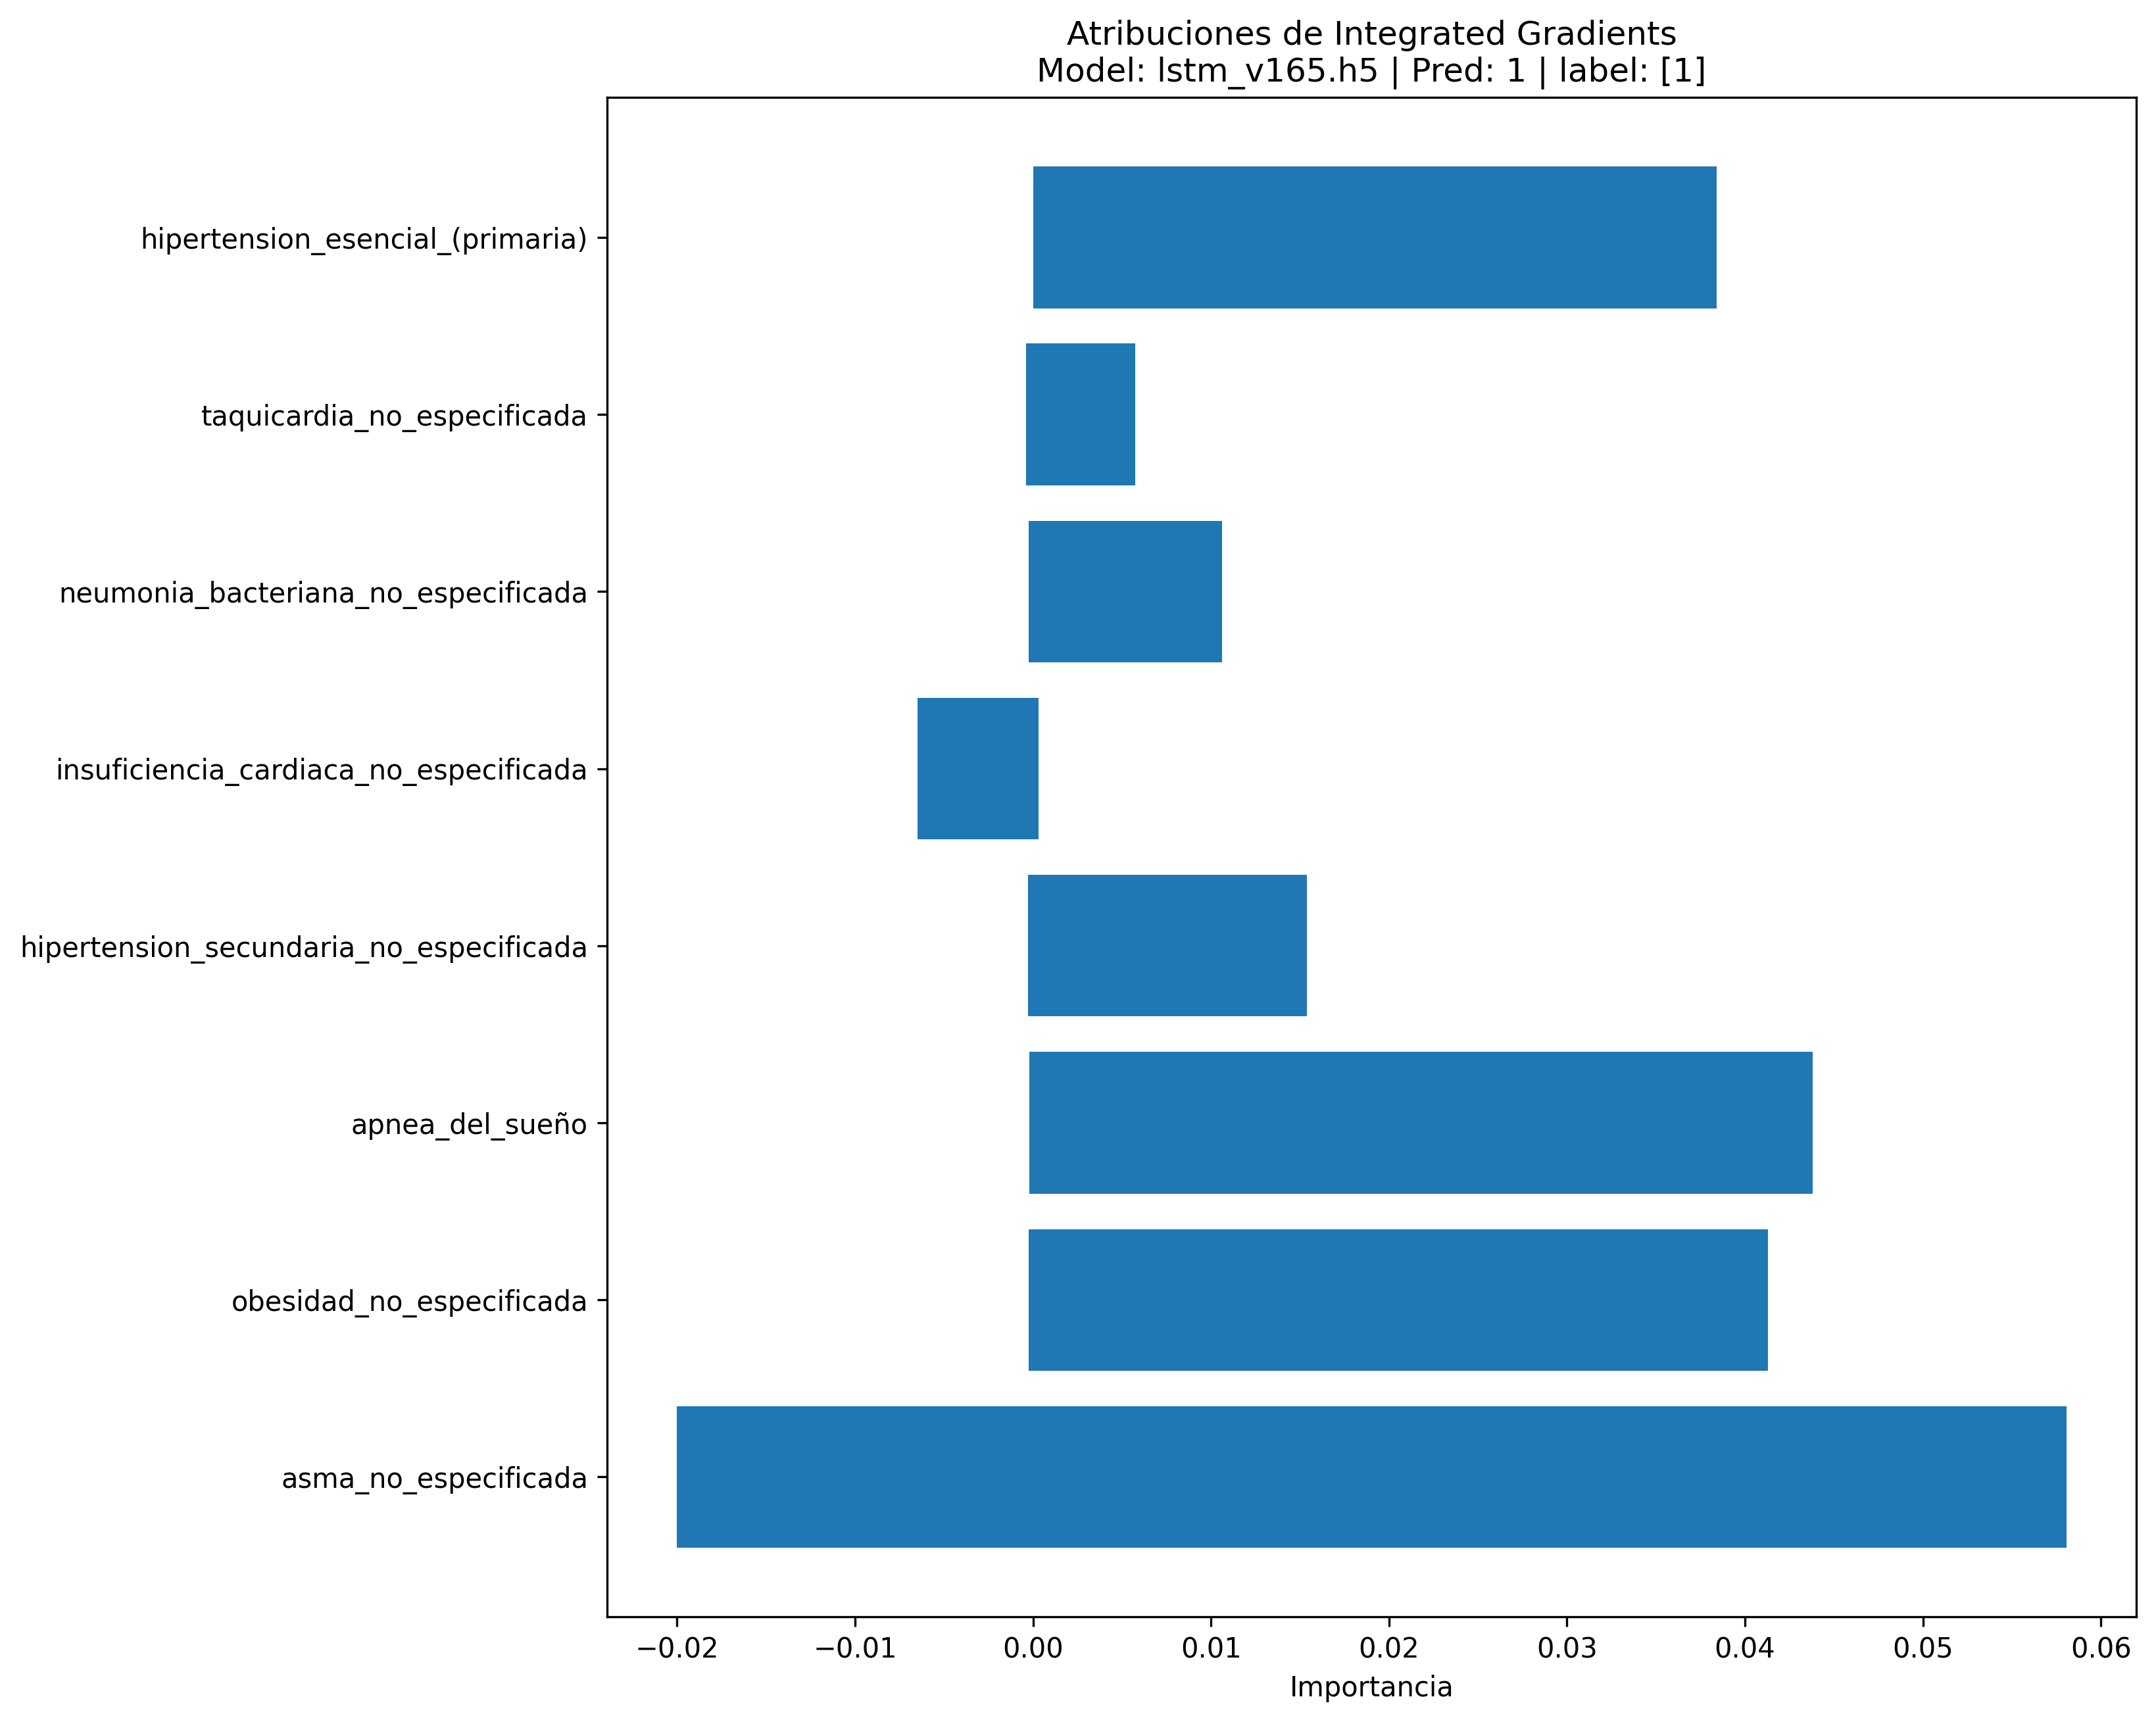 Atribuciones de Integrated Gradients
Model: lstm_v165.h5 | Pred: 1 | label: [1]
hipertension_esencial_(primaria)
taquicardia_no_especificada
neumonia_bacteriana_no_especificada
insuficiencia_cardiaca_no_especificada
hipertension_secundaria_no_especificada
apnea_del_sueño
obesidad_no_especificada
asma_no_especificada
−0.02 −0.01 0.00 0.01 0.02 0.03 0.04 0.05 0.06
Importancia